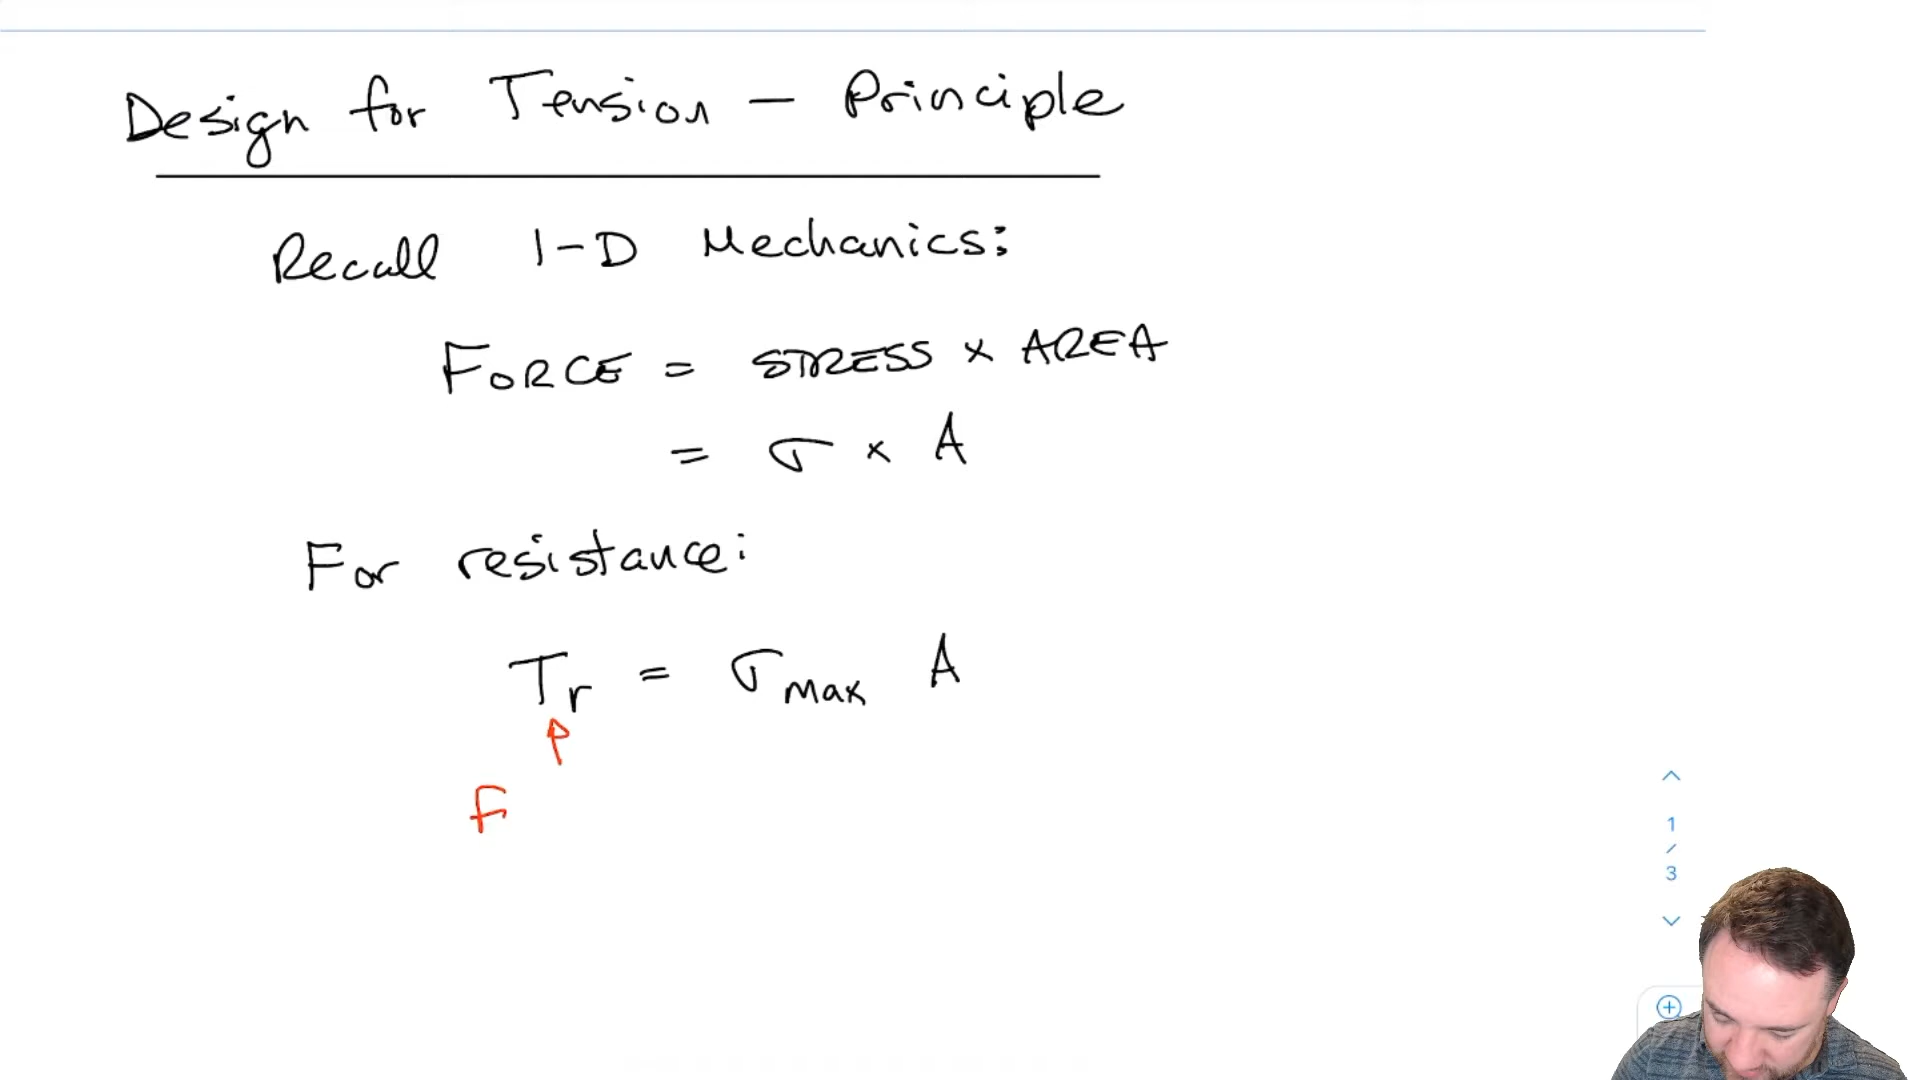 Design for Tension - Principle
Recall 1-D Mechanics:
FORCE = STRESS × AREA
= σ × A
For resistance:
Tr = σmax A
F
1
/
3